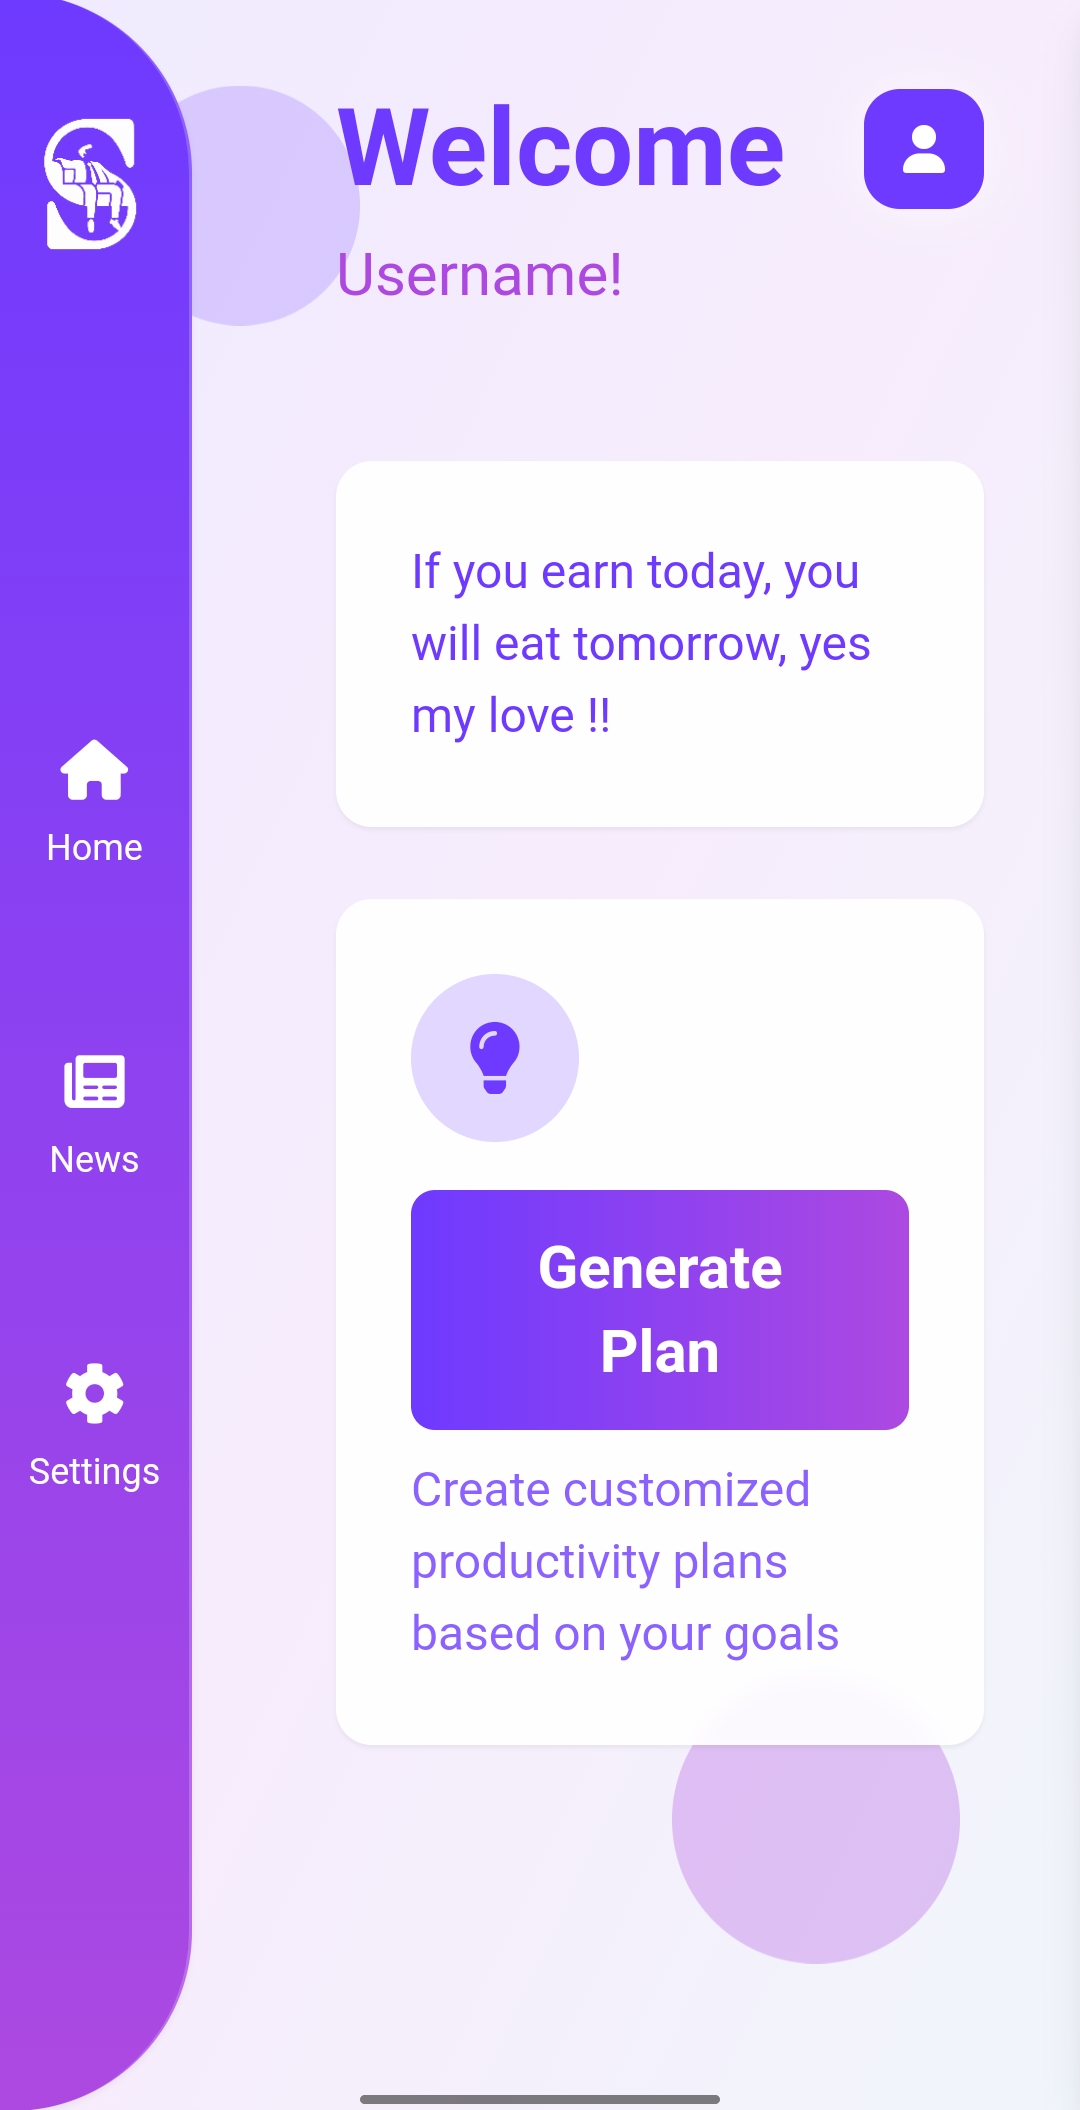 Welcome
Username!
If you earn today, you
will eat tomorrow, yes
my love !!
Home
News
Settings
Generate
Plan
Create customized
productivity plans
based on your goals